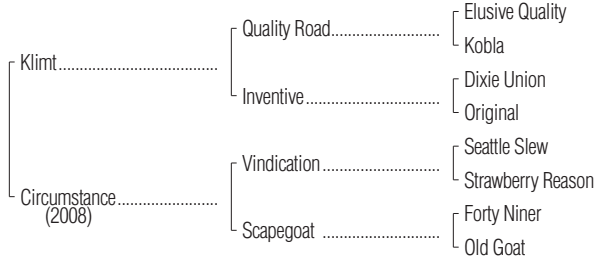 Elusive Quality
Quality Road..............................
Kobla
Klimt............................................
Dixie Union
Inventive.....................................
Original
Seattle Slew
Vindication.................................
Strawberry Reason
Circumstance............................
(2008)
Forty Niner
Scapegoat .................................
Old Goat